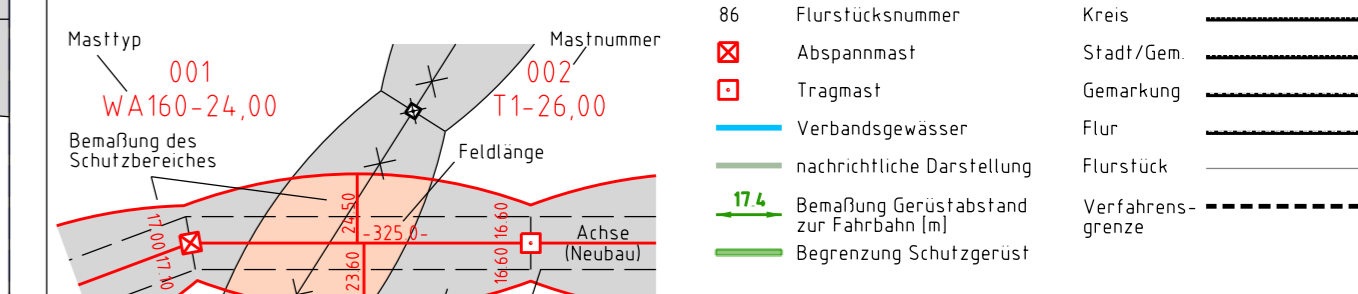 Masttyp
001
WA160-24,00
Mastnummer
002
T1-26,00
Bemaßung des
Schutzbereiches
Feldlänge
24.50
-325.0-
23.60
17.00
17.10
16.60
16.60
Achse
(Neubau)
86 Flurstücksnummer
Abspannmast
Tragmast
Verbandsgewässer
nachrichtliche Darstellung
17.4
Bemaßung Gerüstabstand
zur Fahrbahn [m]
Begrenzung Schutzgerüst
Kreis
Stadt/Gem.
Gemarkung
Flur
Flurstück
Verfahrens-
grenze